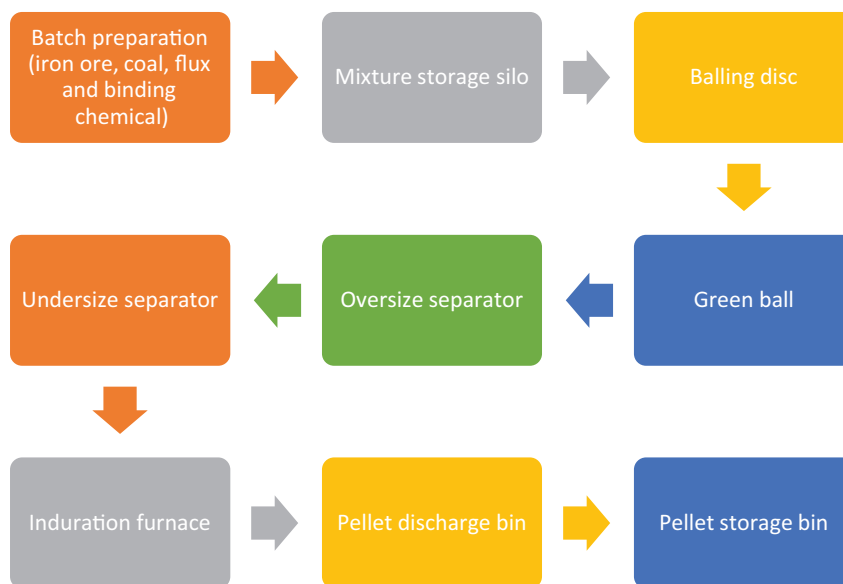 Batch preparation
(iron ore, coal, flux
and binding
chemical)
Mixture storage silo
Balling disc
Green ball
Oversize separator
Undersize separator
Induration furnace
Pellet discharge bin
Pellet storage bin